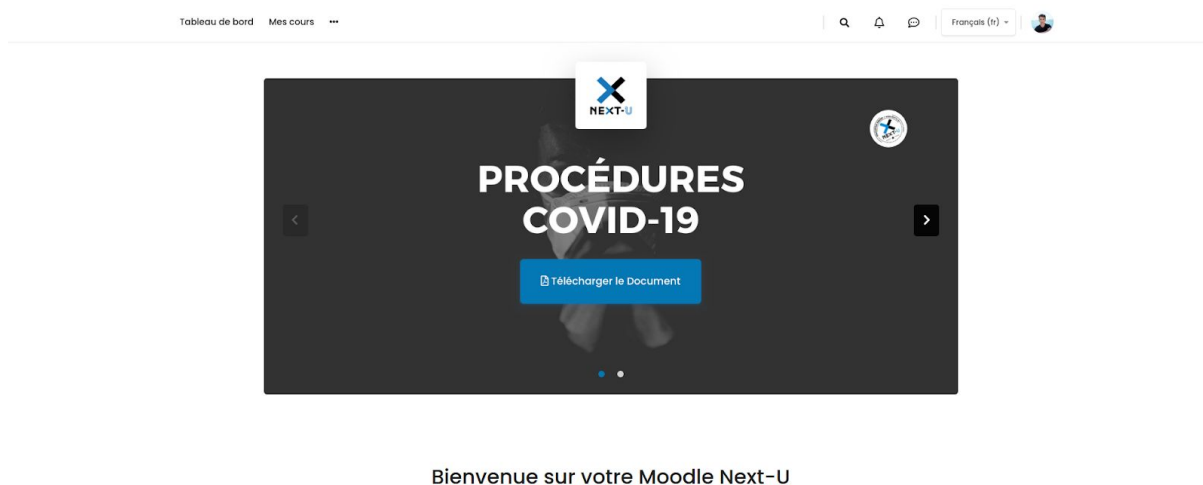 Tableau de bord Mes cours •••
Français (fr)
NEXT-U
PROCÉDURES
COVID-19
Télécharger le Document
Bienvenue sur votre Moodle Next-U